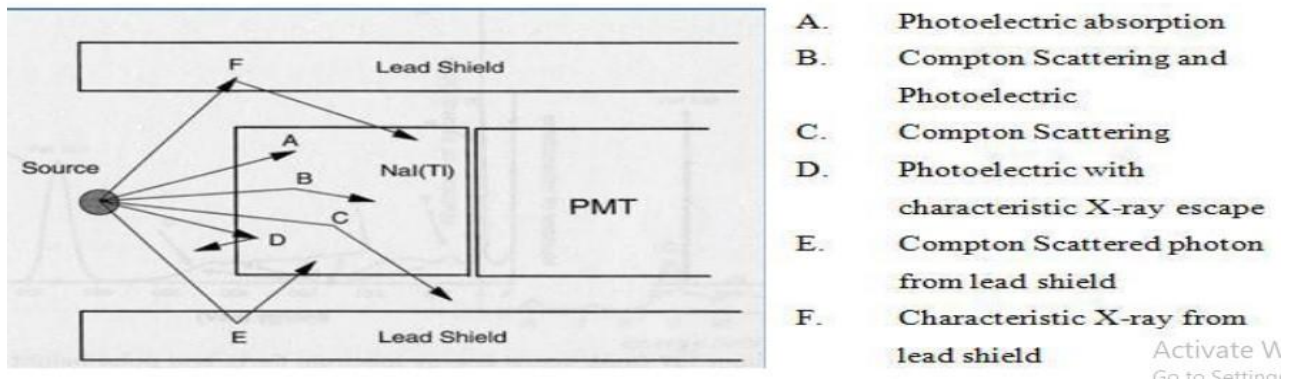 F
Lead Shield
A
Source
NaI(Tl)
B
PMT
C
D
E
Lead Shield
A. Photoelectric absorption
B. Compton Scattering and
Photoelectric
C. Compton Scattering
D. Photoelectric with
characteristic X-ray escape
E. Compton Scattered photon
from lead shield
F. Characteristic X-ray from
lead shield
Activate W
Go to Setting